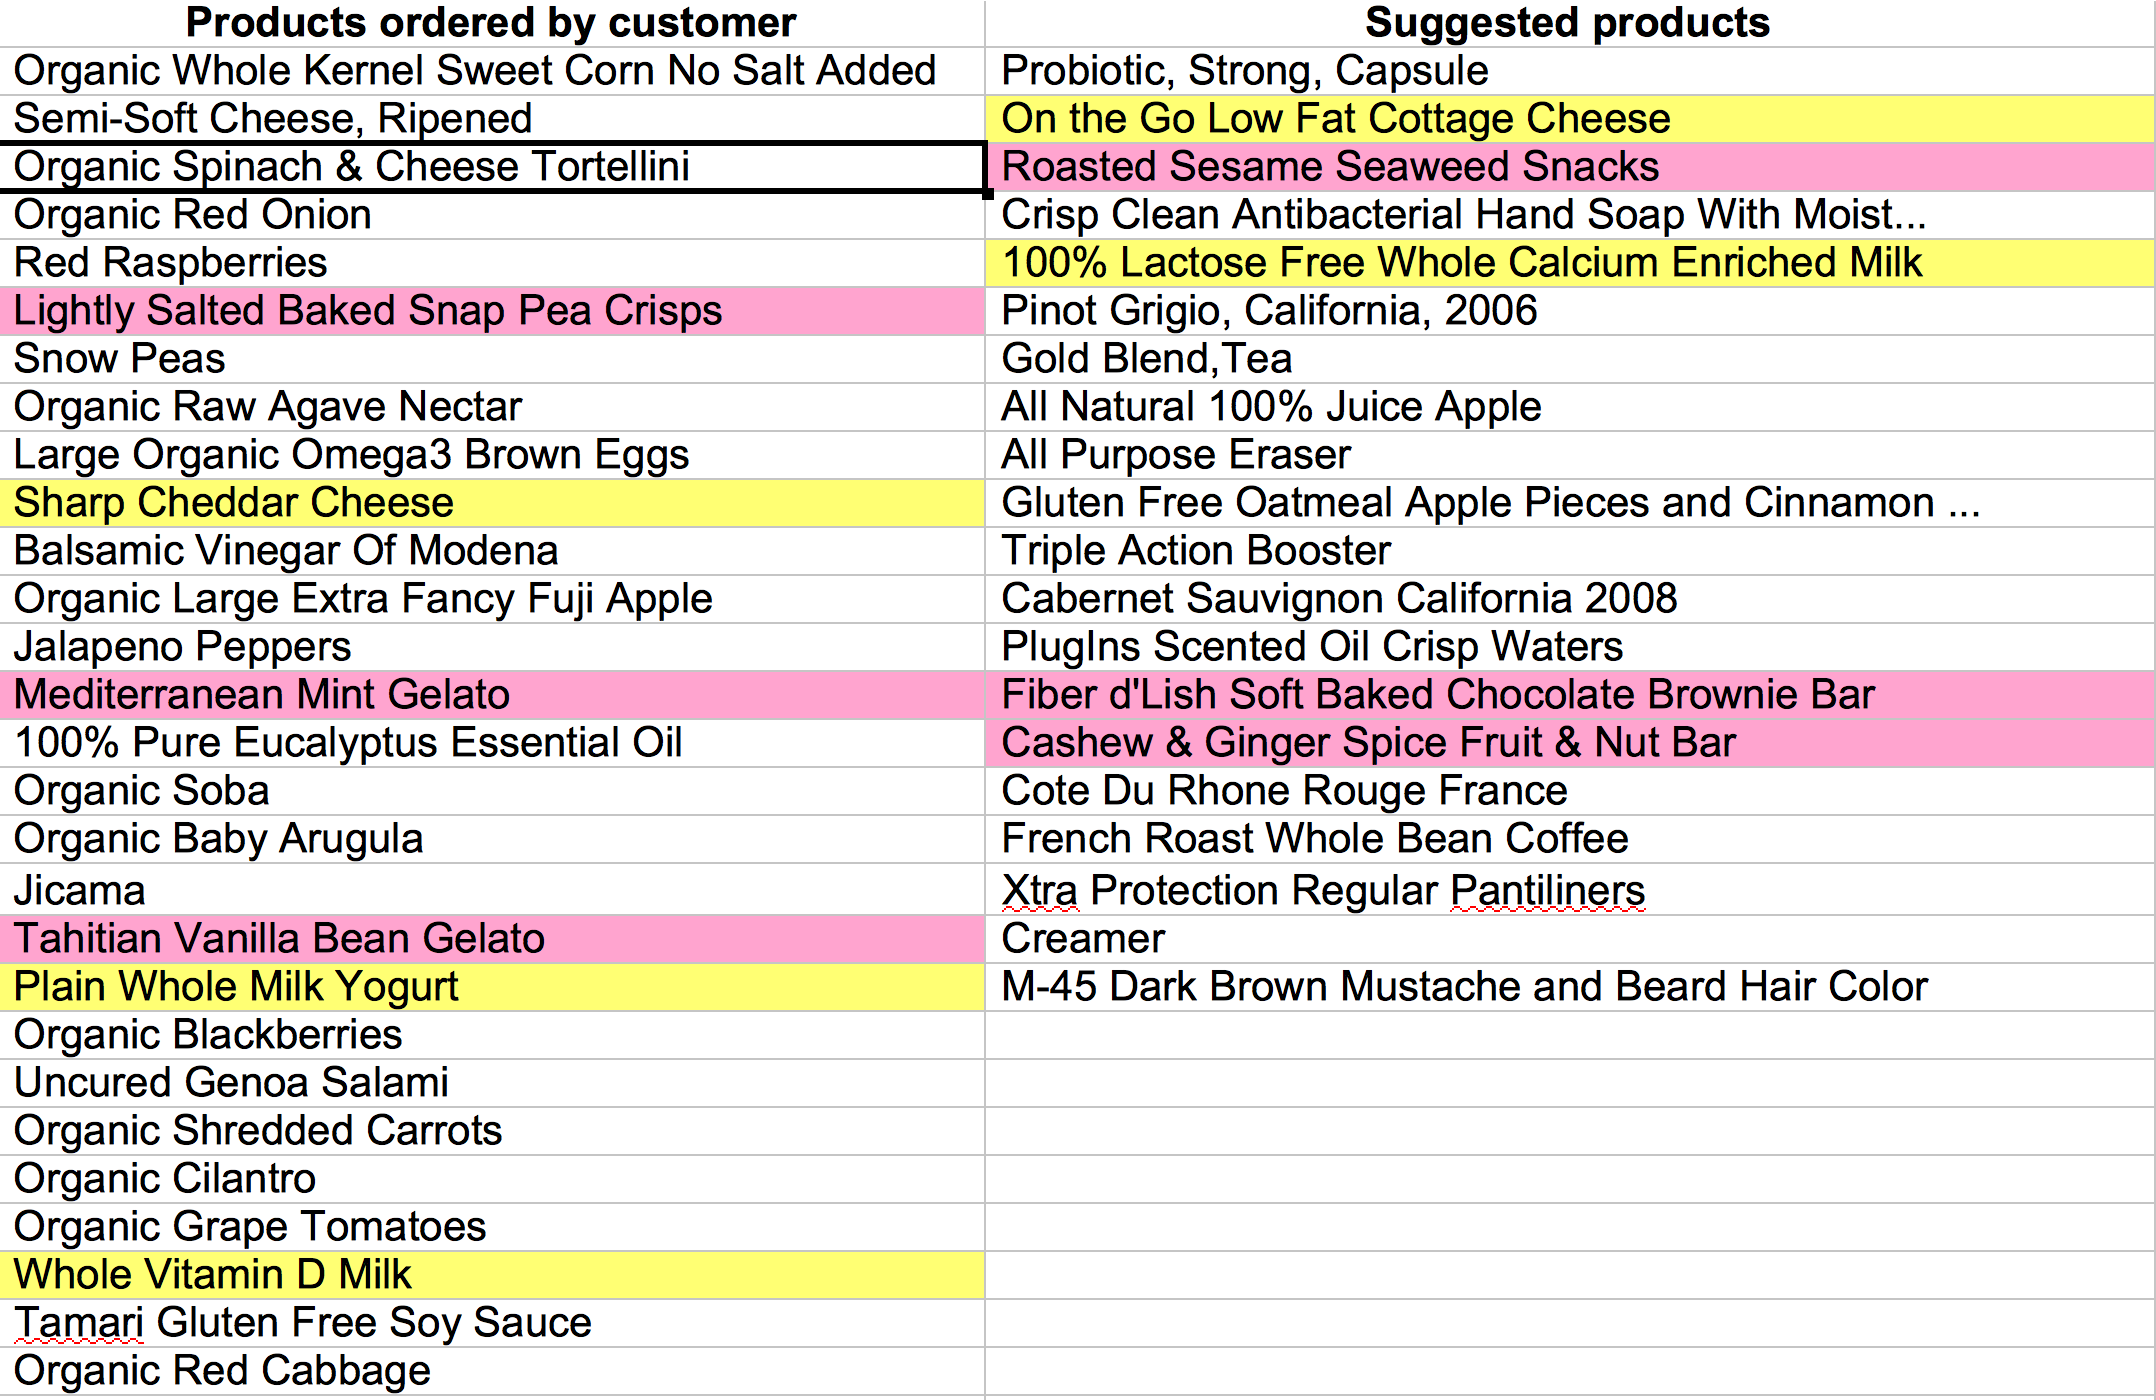 Products ordered by customer Suggested products
Organic Whole Kernel Sweet Corn No Salt Added Probiotic, Strong, Capsule
Semi-Soft Cheese, Ripened On the Go Low Fat Cottage Cheese
Organic Spinach & Cheese Tortellini Roasted Sesame Seaweed Snacks
Organic Red Onion Crisp Clean Antibacterial Hand Soap With Moist...
Red Raspberries 100% Lactose Free Whole Calcium Enriched Milk
Lightly Salted Baked Snap Pea Crisps Pinot Grigio, California, 2006
Snow Peas Gold Blend,Tea
Organic Raw Agave Nectar All Natural 100% Juice Apple
Large Organic Omega3 Brown Eggs All Purpose Eraser
Sharp Cheddar Cheese Gluten Free Oatmeal Apple Pieces and Cinnamon ...
Balsamic Vinegar Of Modena Triple Action Booster
Organic Large Extra Fancy Fuji Apple Cabernet Sauvignon California 2008
Jalapeno Peppers PlugIns Scented Oil Crisp Waters
Mediterranean Mint Gelato Fiber d'Lish Soft Baked Chocolate Brownie Bar
100% Pure Eucalyptus Essential Oil Cashew & Ginger Spice Fruit & Nut Bar
Organic Soba Cote Du Rhone Rouge France
Organic Baby Arugula French Roast Whole Bean Coffee
Jicama Xtra Protection Regular Pantiliners
Tahitian Vanilla Bean Gelato Creamer
Plain Whole Milk Yogurt M-45 Dark Brown Mustache and Beard Hair Color
Organic Blackberries
Uncured Genoa Salami
Organic Shredded Carrots
Organic Cilantro
Organic Grape Tomatoes
Whole Vitamin D Milk
Tamari Gluten Free Soy Sauce
Organic Red Cabbage